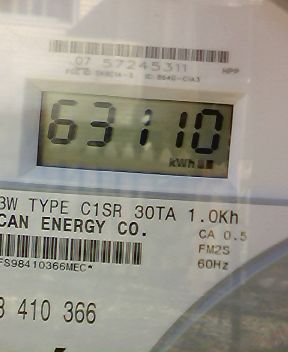 07 57245311
NPP
63110
kWh
3W TYPE C1SR 30TA 1.0Kh
CAN ENERGY CO.
CA 0.5
FM2S
60Hz
FS98410366MEC*
8 410 366